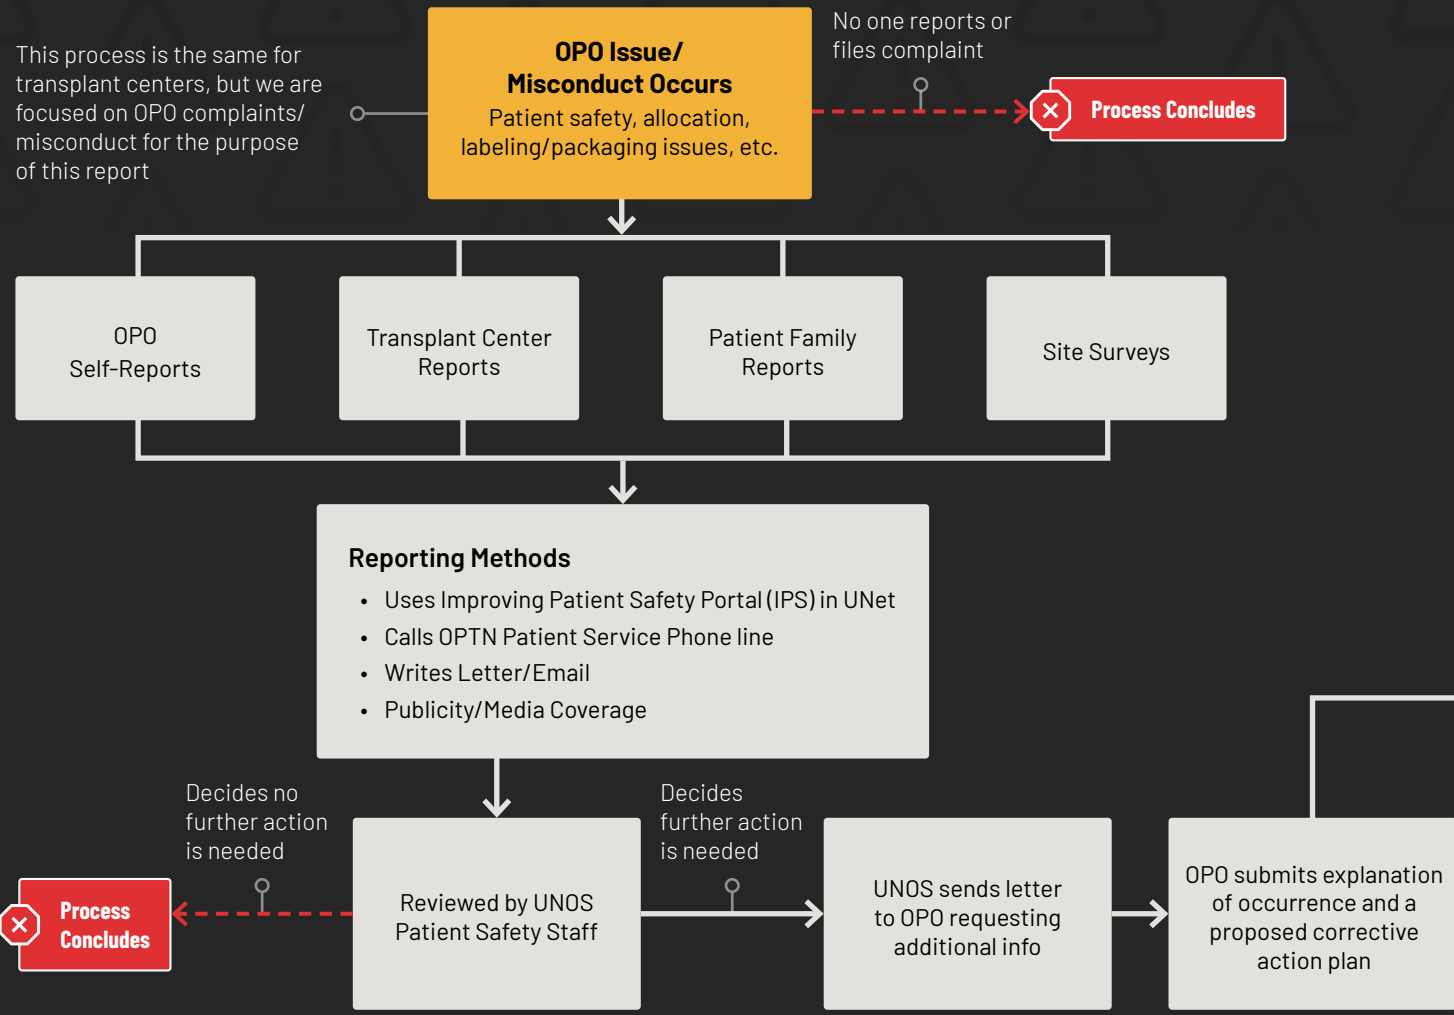 This process is the same for
transplant centers, but we are
focused on OPO complaints/
misconduct for the purpose
of this report
OPO Issue/
Misconduct Occurs
Patient safety, allocation,
labeling/packaging issues, etc.
No one reports or
files complaint
Process Concludes
OPO
Self-Reports
Transplant Center
Reports
Patient Family
Reports
Site Surveys
Reporting Methods
• Uses Improving Patient Safety Portal (IPS) in UNet
• Calls OPTN Patient Service Phone line
• Writes Letter/Email
• Publicity/Media Coverage
Decides no
further action
is needed
Process
Concludes
Reviewed by UNOS
Patient Safety Staff
Decides
further action
is needed
UNOS sends letter
to OPO requesting
additional info
OPO submits explanation
of occurrence and a
proposed corrective
action plan